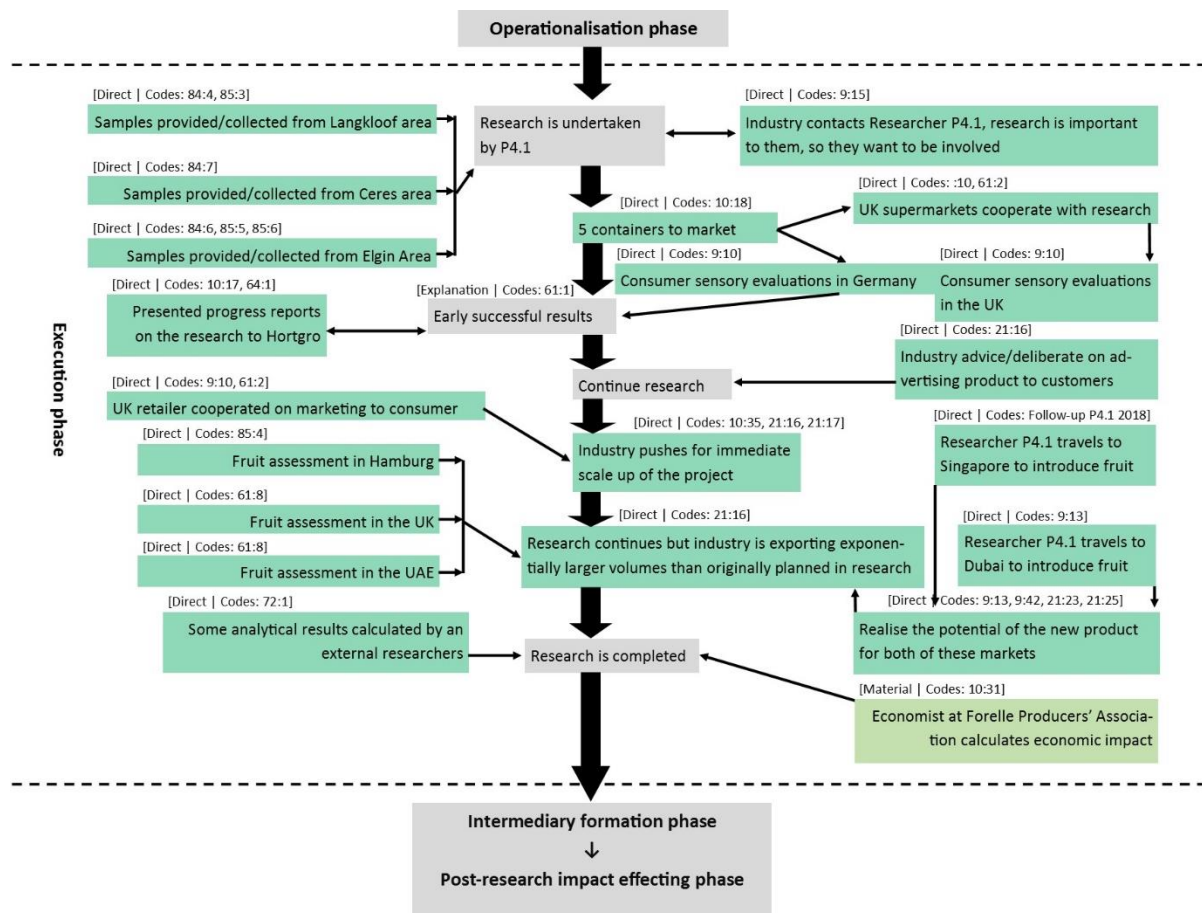 Operationalisation phase
Execution phase
[Direct | Codes: 84:4, 85:3]
Samples provided/collected from Langkloof area
[Direct | Codes: 84:7]
Samples provided/collected from Ceres area
[Direct | Codes: 84:6, 85:5, 85:6]
Samples provided/collected from Elgin Area
Research is undertaken
by P4.1
[Direct | Codes: 9:15]
Industry contacts Researcher P4.1, research is important
to them, so they want to be involved
[Direct | Codes: 10:18]
5 containers to market
[Direct | Codes: :10, 61:2]
UK supermarkets cooperate with research
[Direct | Codes: 9:10]
Consumer sensory evaluations in Germany
[Direct | Codes: 9:10]
Consumer sensory evaluations
in the UK
[Explanation | Codes: 61:1]
Early successful results
[Direct | Codes: 10:17, 64:1]
Presented progress reports
on the research to Hortgro
[Direct | Codes: 21:16]
Industry advice/deliberate on ad-
vertising product to customers
Continue research
[Direct | Codes: 9:10, 61:2]
UK retailer cooperated on marketing to consumer
[Direct | Codes: 10:35, 21:16, 21:17]
Industry pushes for immediate
scale up of the project
[Direct | Codes: Follow-up P4.1 2018]
Researcher P4.1 travels to
Singapore to introduce fruit
[Direct | Codes: 85:4]
Fruit assessment in Hamburg
[Direct | Codes: 61:8]
Fruit assessment in the UK
[Direct | Codes: 61:8]
Fruit assessment in the UAE
[Direct | Codes: 21:16]
Research continues but industry is exporting exponen-
tially larger volumes than originally planned in research
[Direct | Codes: 9:13]
Researcher P4.1 travels to
Dubai to introduce fruit
[Direct | Codes: 9:13, 9:42, 21:23, 21:25]
Realise the potential of the new product
for both of these markets
[Direct | Codes: 72:1]
Some analytical results calculated by an
external researchers
Research is completed
[Material | Codes: 10:31]
Economist at Forelle Producers’ Associa-
tion calculates economic impact
Intermediary formation phase
↓
Post-research impact effecting phase